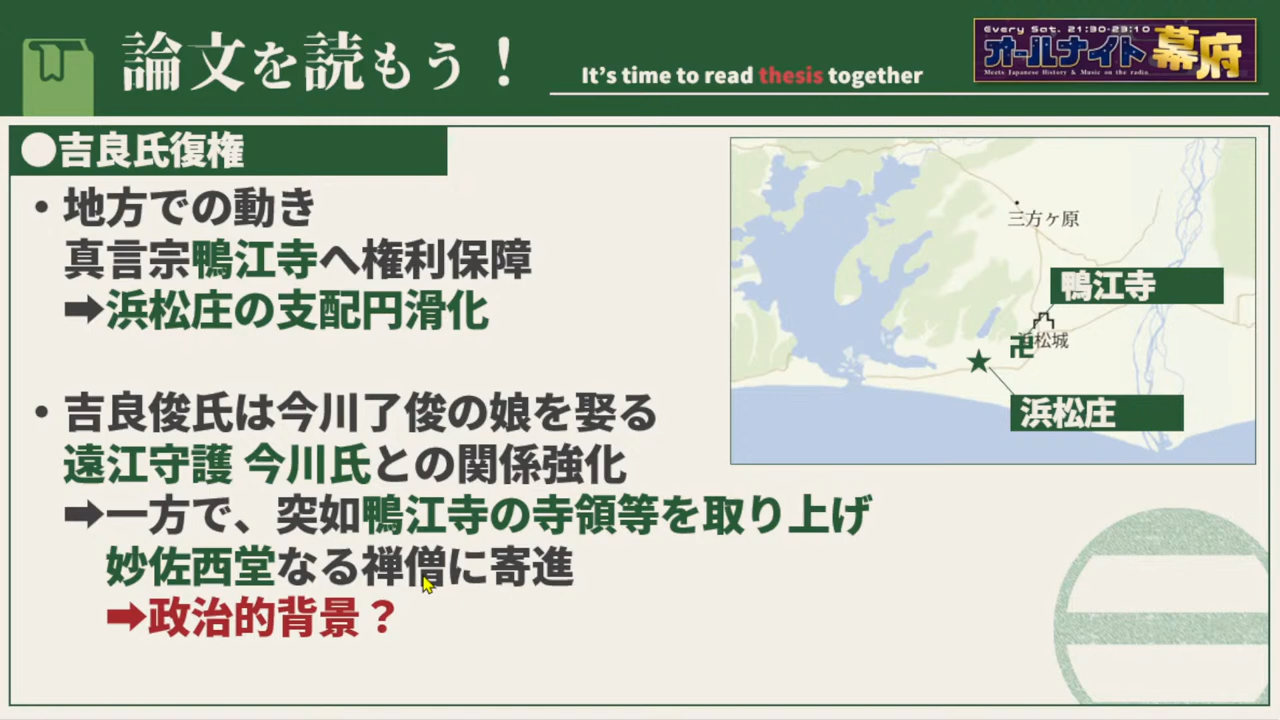 論文を読もう！
It's time to read thesis together
Every Sat. 21:30-23:10
オールナイト幕府
Meets Japanese History & Music on the radio
●吉良氏復権
・地方での動き
真言宗鴨江寺へ権利保障
➡浜松庄の支配円滑化
・吉良俊氏は今川了俊の娘を娶る
遠江守護 今川氏との関係強化
➡一方で、突如鴨江寺の寺領等を取り上げ
妙佐西堂なる禅僧に寄進
➡政治的背景？
三方ヶ原
鴨江寺
卍
浜松城
浜松庄